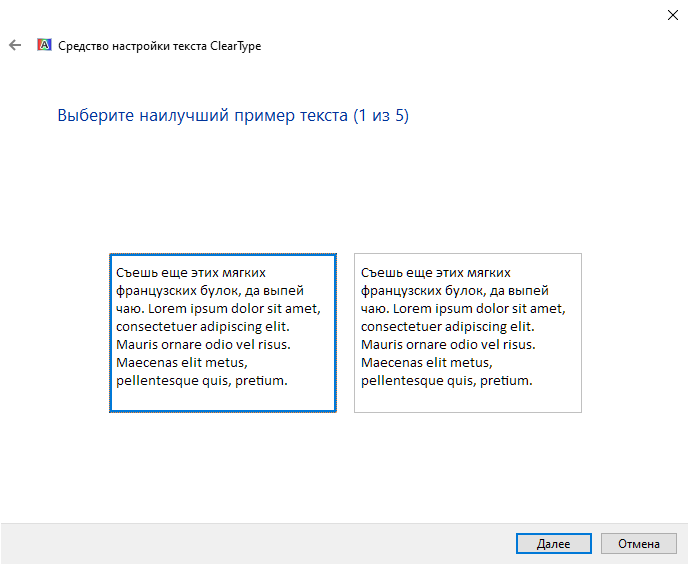 Средство настройки текста ClearType
Выберите наилучший пример текста (1 из 5)
Съешь еще этих мягких
французских булок, да выпей
чаю. Lorem ipsum dolor sit amet,
consectetuer adipiscing elit.
Mauris ornare odio vel risus.
Maecenas elit metus,
pellentesque quis, pretium.
Съешь еще этих мягких
французских булок, да выпей
чаю. Lorem ipsum dolor sit amet,
consectetuer adipiscing elit.
Mauris ornare odio vel risus.
Maecenas elit metus,
pellentesque quis, pretium.
Далее
Отмена